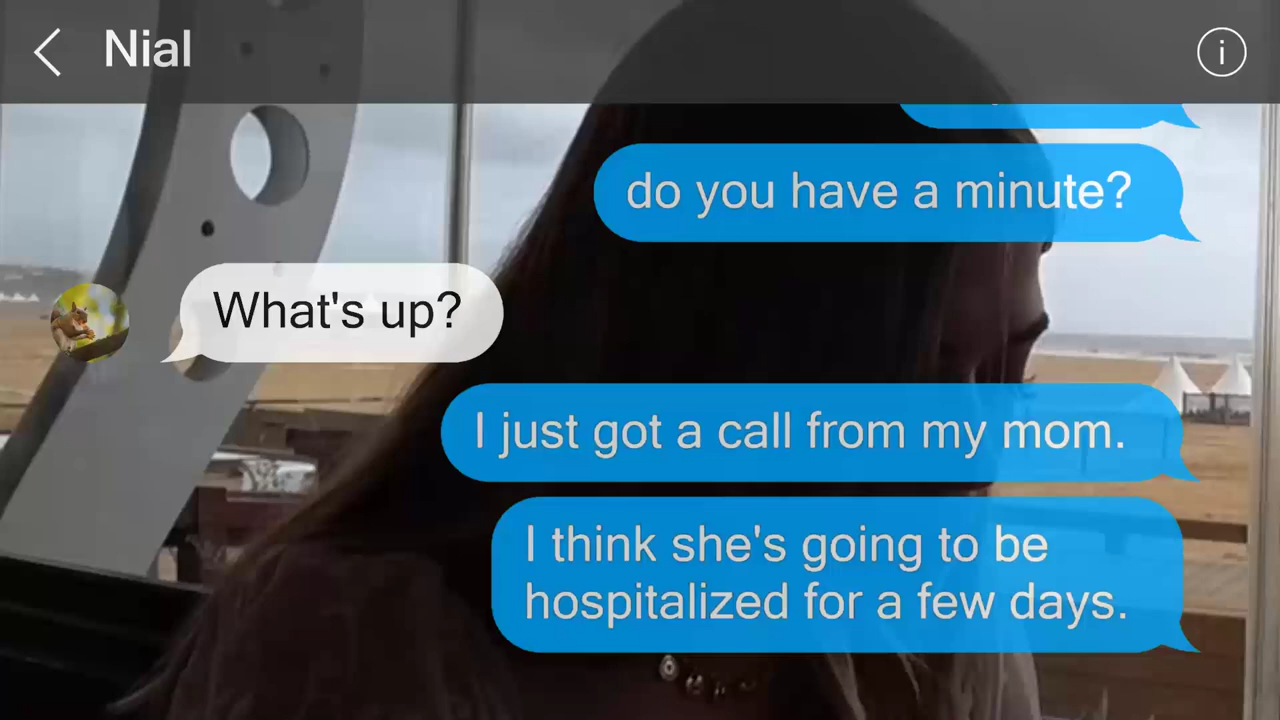 Nial
do you have a minute?
What's up?
I just got a call from my mom.
I think she's going to be
hospitalized for a few days.